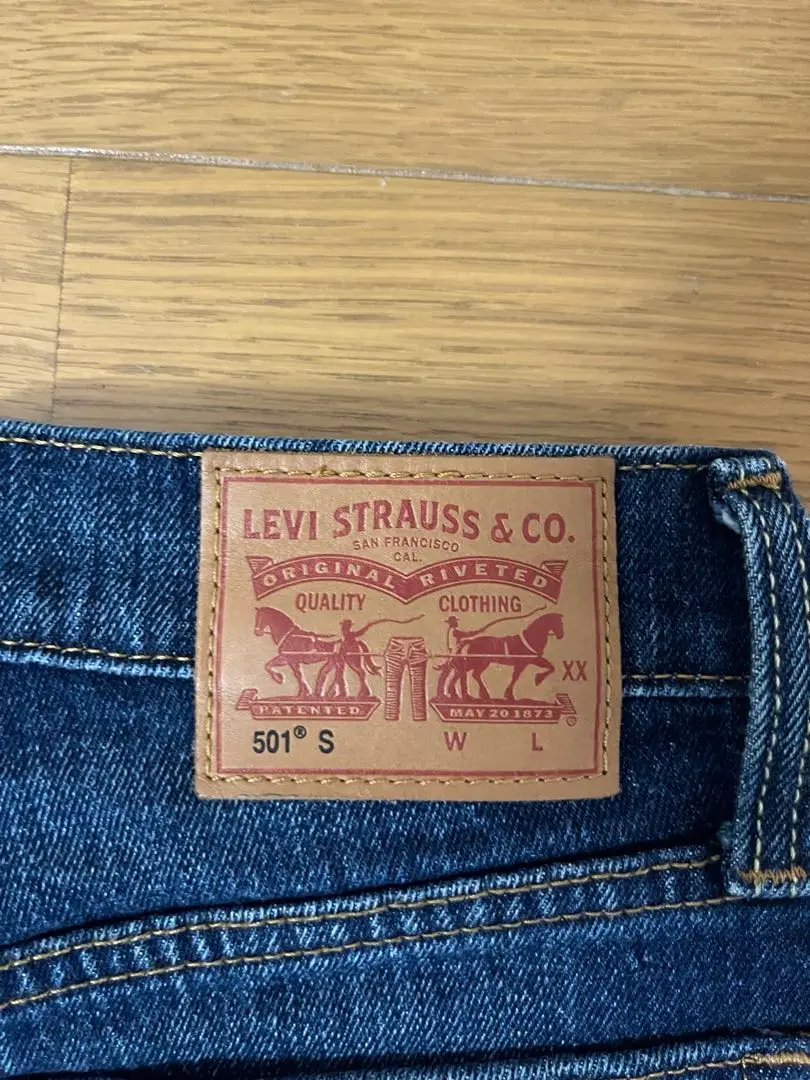 LEVI STRAUSS & CO.
SAN FRANCISCO
CAL.
ORIGINAL RIVETED
QUALITY CLOTHING
XX
PATENTED MAY 20 1873
501® S W L